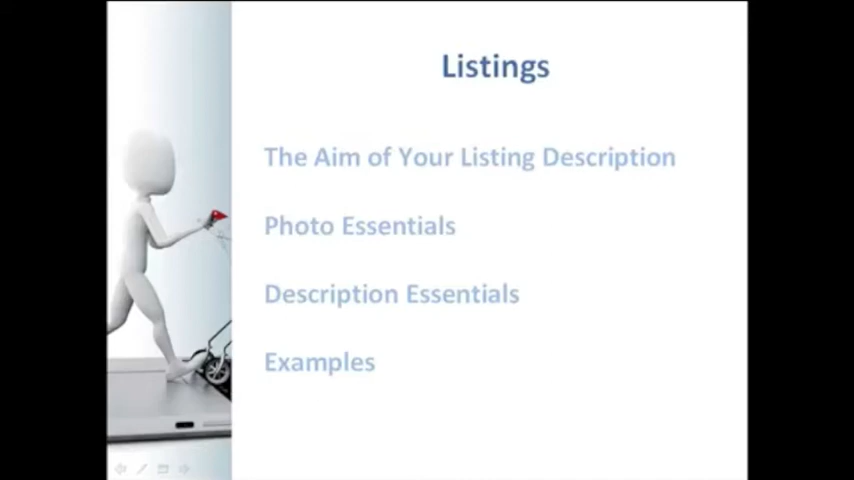 Listings
The Aim of Your Listing Description
Photo Essentials
Description Essentials
Examples